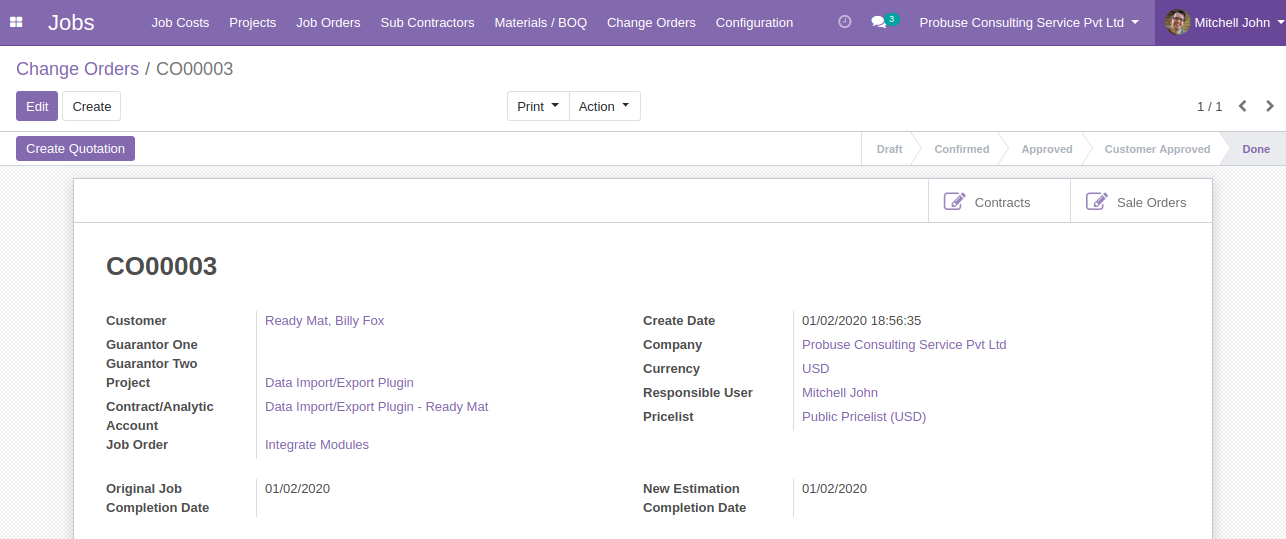 Jobs Job Costs Projects Job Orders Sub Contractors Materials / BOQ Change Orders Configuration 3 Probuse Consulting Service Pvt Ltd Mitchell John
Change Orders / CO00003
Edit Create Print Action 1 / 1
Create Quotation Draft Confirmed Approved Customer Approved Done
Contracts Sale Orders
CO00003
Customer Ready Mat, Billy Fox
Guarantor One
Guarantor Two
Project Data Import/Export Plugin
Contract/Analytic Data Import/Export Plugin - Ready Mat
Account
Job Order Integrate Modules
Create Date 01/02/2020 18:56:35
Company Probuse Consulting Service Pvt Ltd
Currency USD
Responsible User Mitchell John
Pricelist Public Pricelist (USD)
Original Job 01/02/2020
Completion Date
New Estimation 01/02/2020
Completion Date